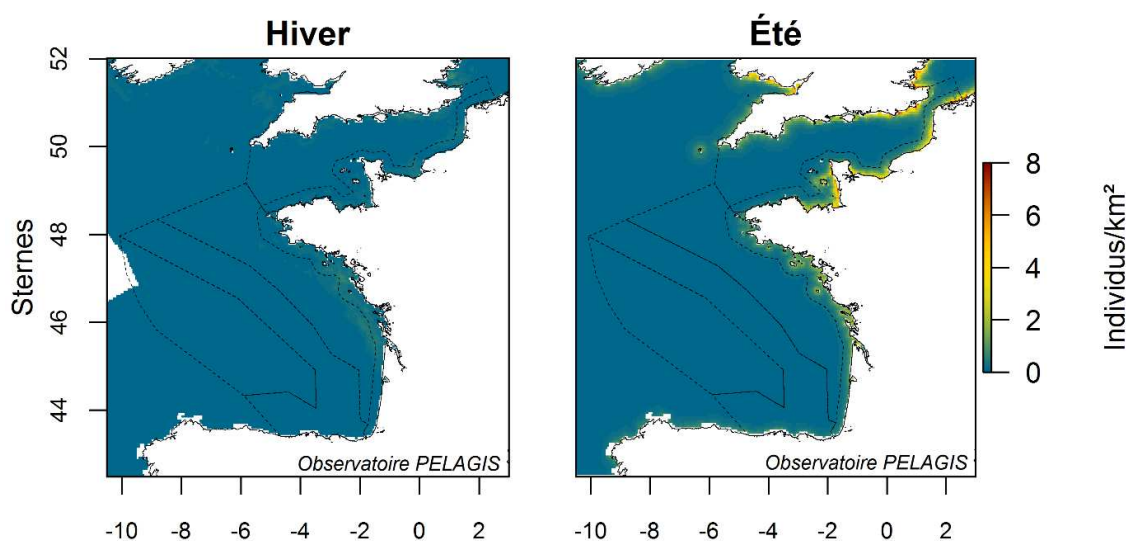 Hiver
Été
Sternes
52
50
48
46
44
-10 -8 -6 -4 -2 0 2
Observatoire PELAGIS
-10 -8 -6 -4 -2 0 2
Observatoire PELAGIS
8
6
4
2
0
Individus/km²